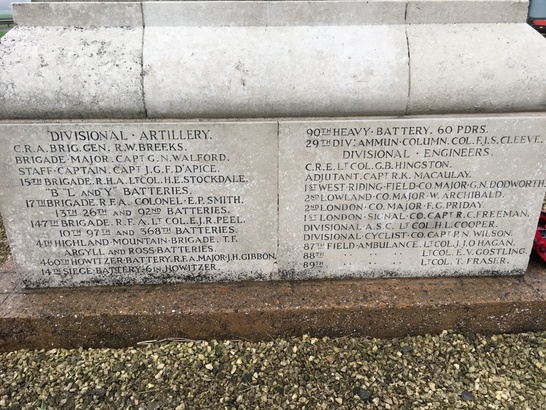 DIVISIONAL · ARTILLERY.
C.R.A. BRIG. GEN. R.W. BREEKS.
BRIGADE · MAJOR. CAPT G.N. WALFORD.
STAFF · CAPTAIN. CAPT J.G.F. D'APICE.
15TH BRIGADE. R.H.A. LT COL. H.E. STOCKDALE.
"B" "L" AND "Y" BATTERIES.
17TH BRIGADE. R.F.A. COLONEL · E.P. SMITH.
13TH 26TH AND 92ND BATTERIES.
147TH BRIGADE. R.F.A. LT COL. E.J.R. PEEL.
10TH 97TH AND 368TH BATTERIES.
4TH HIGHLAND · MOUNTAIN · BRIGADE. T.F.
ARGYLL AND ROSS · BATTERIES.
460TH HOWITZER · BATTERY. R.F.A. MAJOR · J.H. GIBBON.
14TH SIEGE · BATTERY. 6 IN HOWITZER.
90TH HEAVY · BATTERY. 60 PDRS.
29TH DIV: AMMUN · COLUMN. COL. F.J.S. CLEEVE.
DIVISIONAL · ENGINEERS.
C.R.E. LT COL. G.B. HINGSTON.
ADJUTANT. CAPT R.K. MACAULAY.
1ST WEST · RIDING · FIELD · CO. MAJOR · G.N. DODWORTH.
2ND LOWLAND · CO. MAJOR · W. ARCHIBALD.
2ND LONDON · CO. MAJOR · F.G. PRIDAY.
1ST LONDON · SIGNAL · CO. CAPT R.C. FREEMAN.
DIVISIONAL A.S.C. LT COL. H.L. COOPER.
DIVISIONAL · CYCLIST · CO. CAPT P.N. WILSON.
87TH FIELD · AMBULANCE. LT COL. J.J.O HAGAN.
88TH .. .. LT COL. E.V. GOSTLING.
89TH .. .. LT COL. T. FRASER.